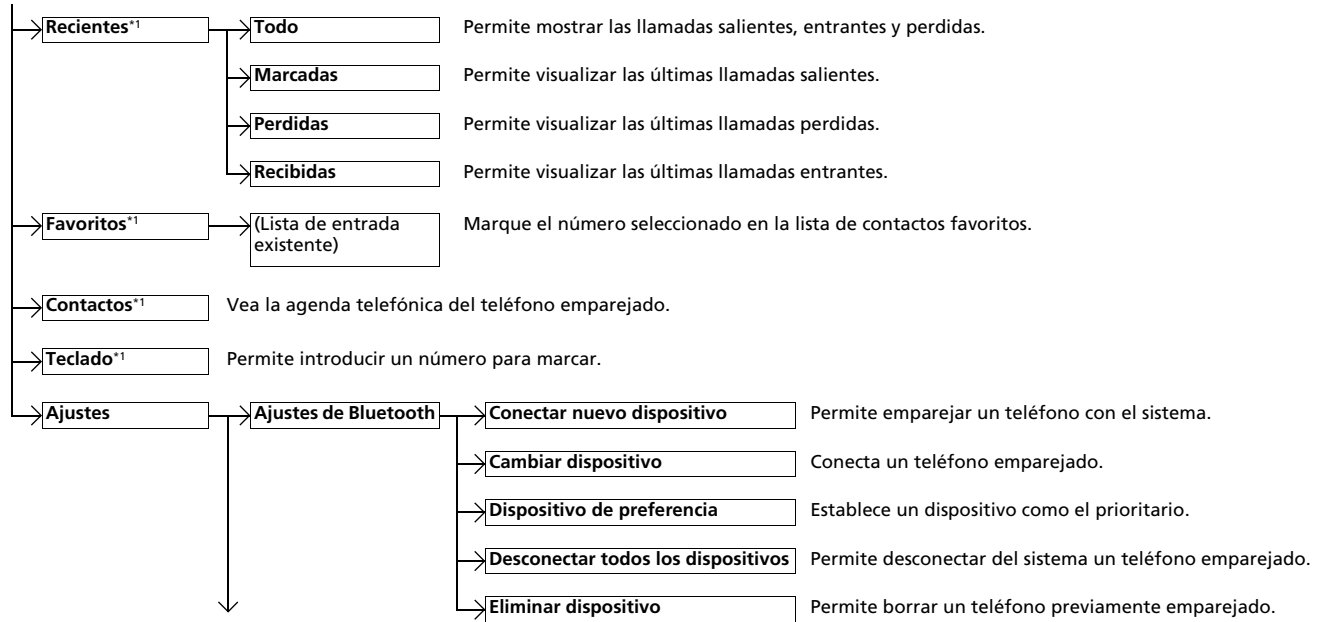 Recientes*1 Todo Permite mostrar las llamadas salientes, entrantes y perdidas.
Marcadas Permite visualizar las últimas llamadas salientes.
Perdidas Permite visualizar las últimas llamadas perdidas.
Recibidas Permite visualizar las últimas llamadas entrantes.
Favoritos*1 (Lista de entrada existente) Marque el número seleccionado en la lista de contactos favoritos.
Contactos*1 Vea la agenda telefónica del teléfono emparejado.
Teclado*1 Permite introducir un número para marcar.
Ajustes Ajustes de Bluetooth Conectar nuevo dispositivo Permite emparejar un teléfono con el sistema.
Cambiar dispositivo Conecta un teléfono emparejado.
Dispositivo de preferencia Establece un dispositivo como el prioritario.
Desconectar todos los dispositivos Permite desconectar del sistema un teléfono emparejado.
Eliminar dispositivo Permite borrar un teléfono previamente emparejado.